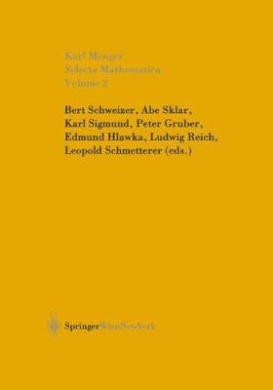 Karl Menger
Selecta Mathematica
Volume 2
Bert Schweizer, Abe Sklar,
Karl Sigmund, Peter Gruber,
Edmund Hlawka, Ludwig Reich,
Leopold Schmetterer (eds.)
SpringerWienNewYork